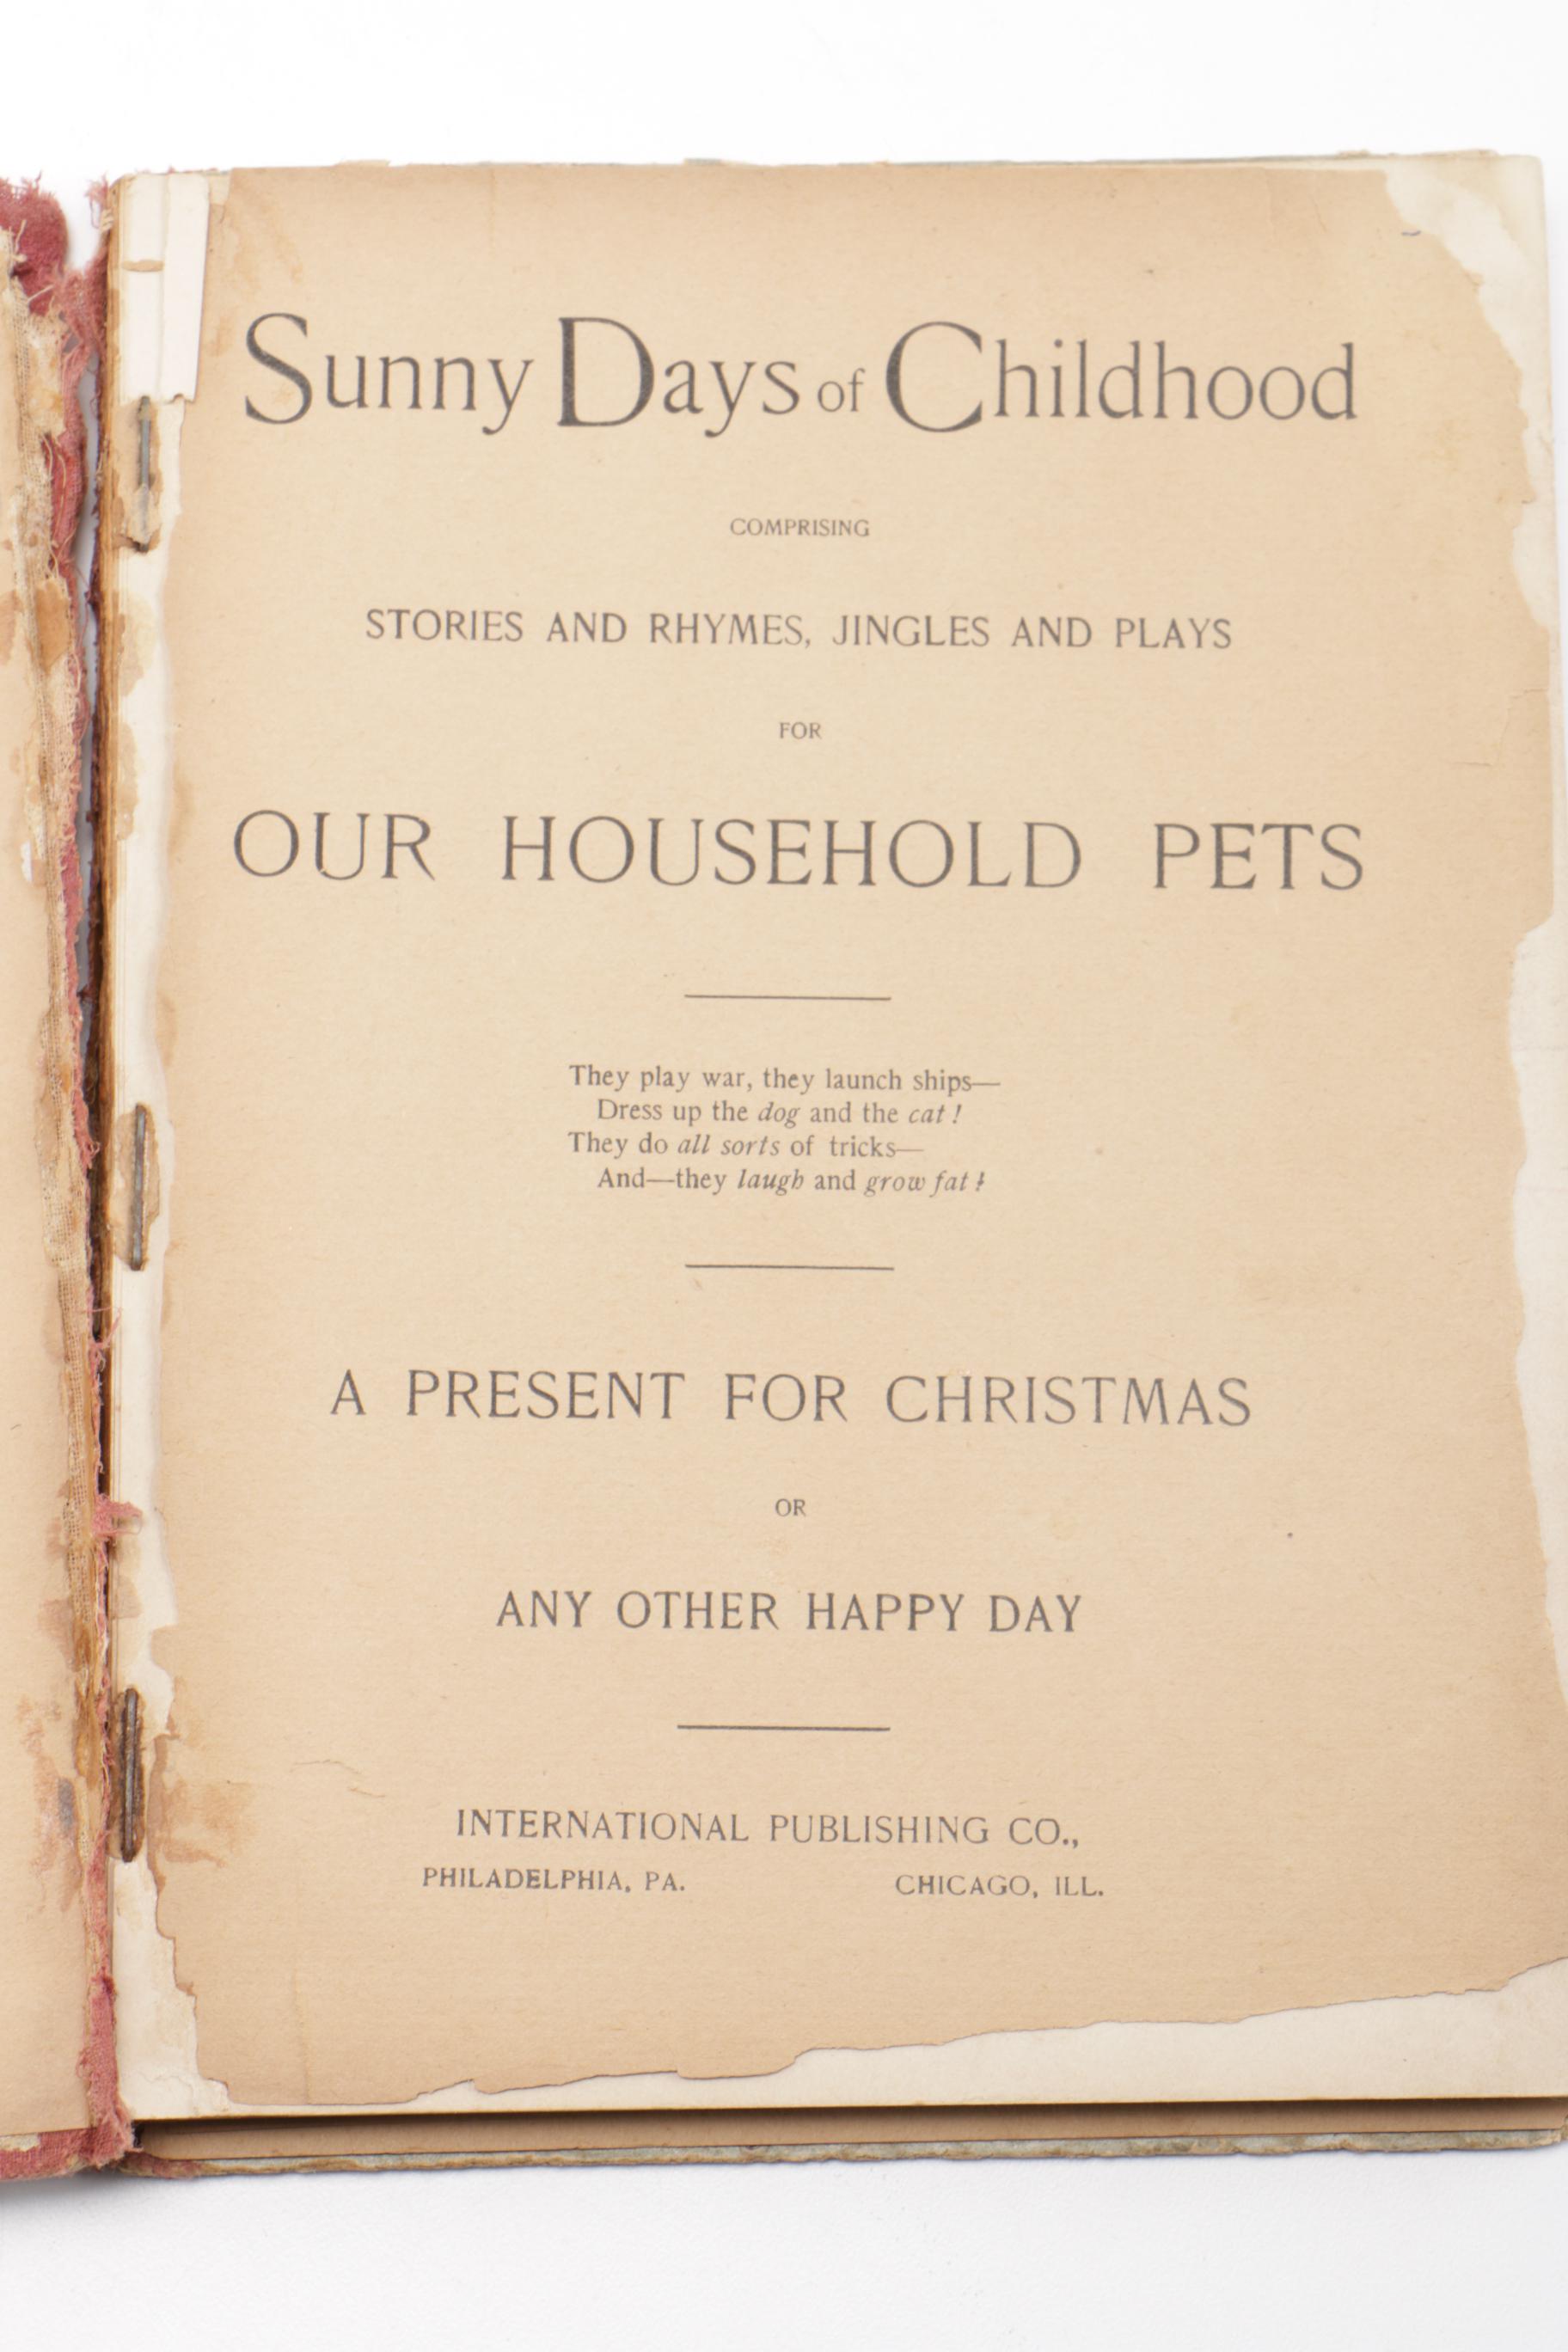 Sunny Days of Childhood
COMPRISING
STORIES AND RHYMES, JINGLES AND PLAYS
FOR
OUR HOUSEHOLD PETS
They play war, they launch ships—
Dress up the dog and the cat!
They do all sorts of tricks—
And—they laugh and grow fat!
A PRESENT FOR CHRISTMAS
OR
ANY OTHER HAPPY DAY
INTERNATIONAL PUBLISHING CO.,
PHILADELPHIA, PA. CHICAGO, ILL.